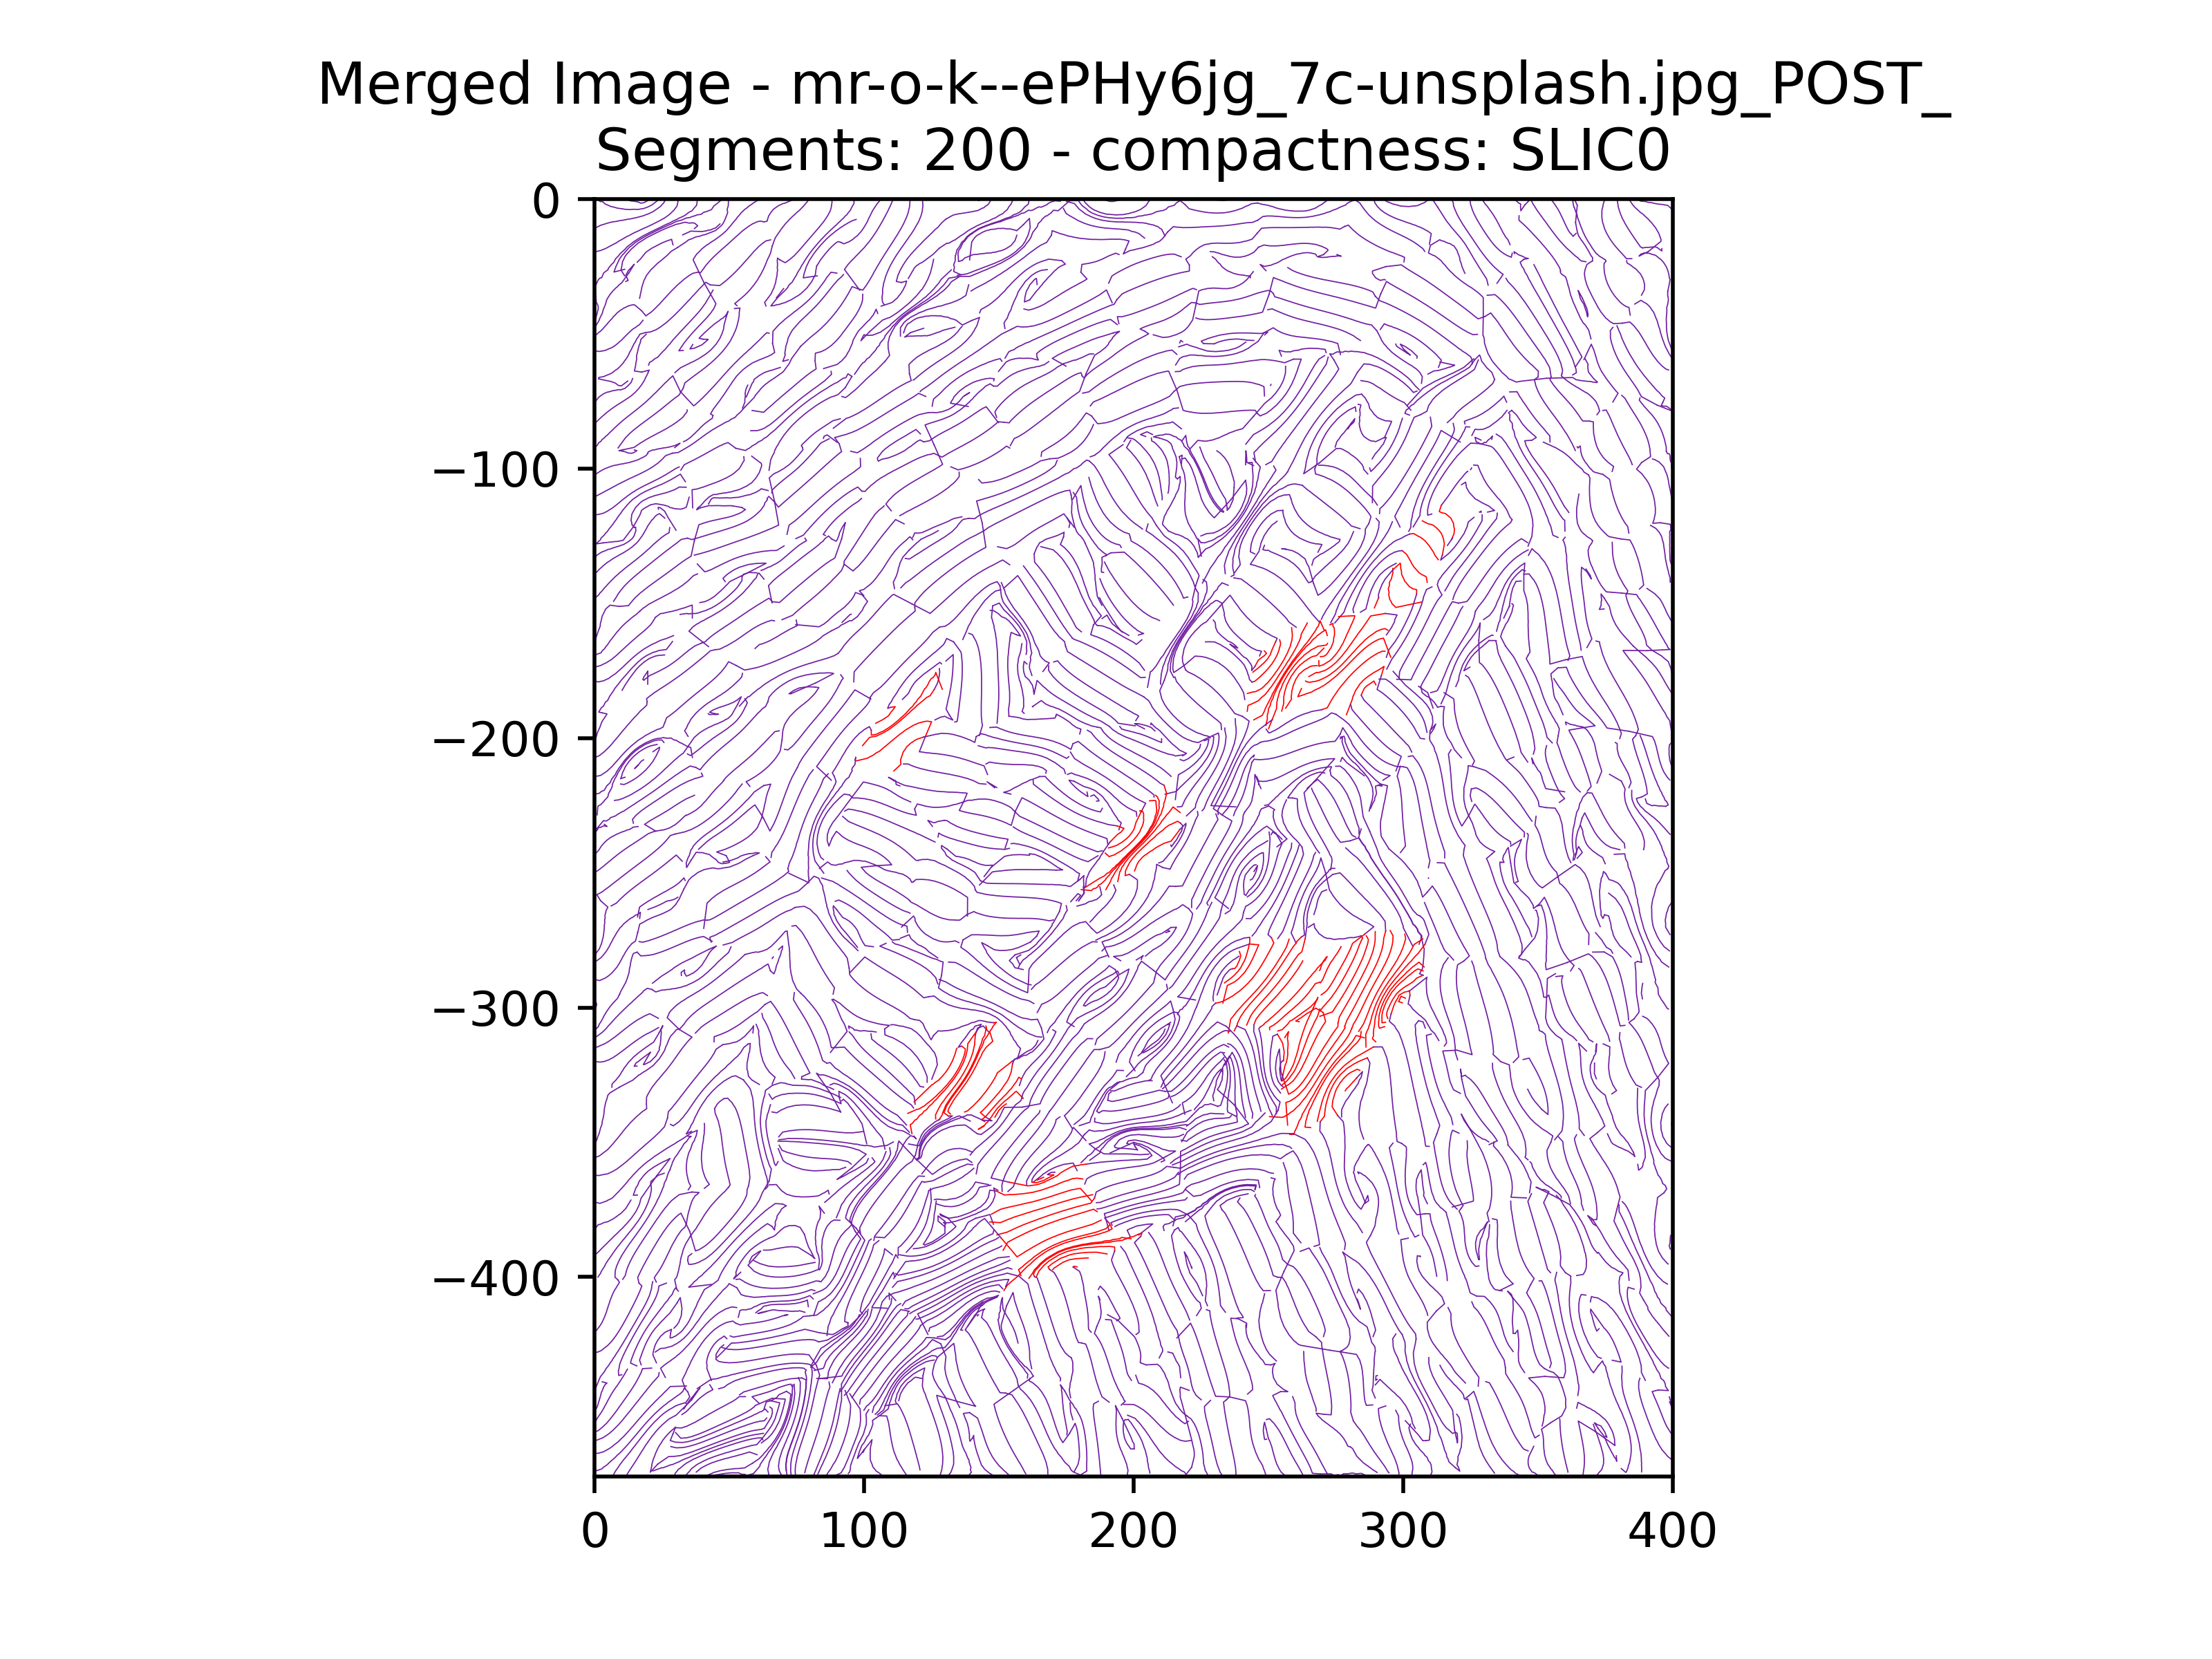 Merged Image - mr-o-k--ePHy6jg_7c-unsplash.jpg_POST_
Segments: 200 - compactness: SLIC0
0
−100
−200
−300
−400
0 100 200 300 400